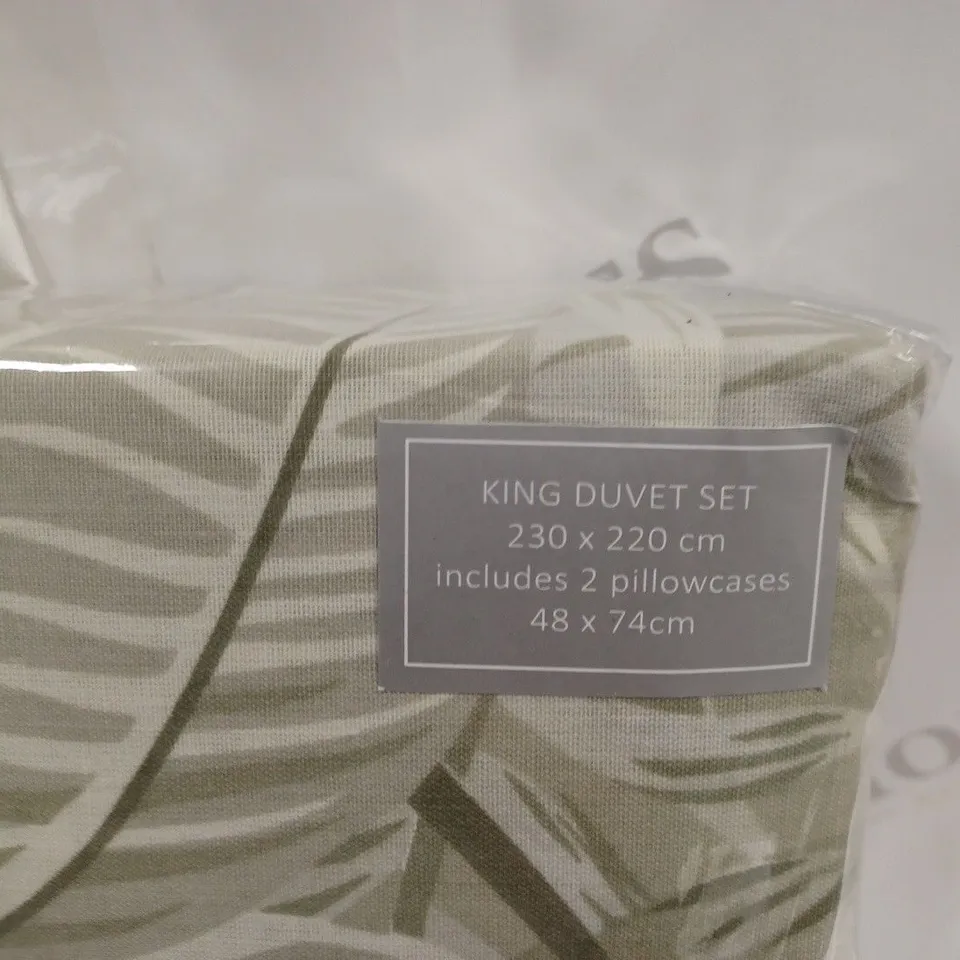 KING DUVET SET
230 x 220 cm
includes 2 pillowcases
48 x 74cm